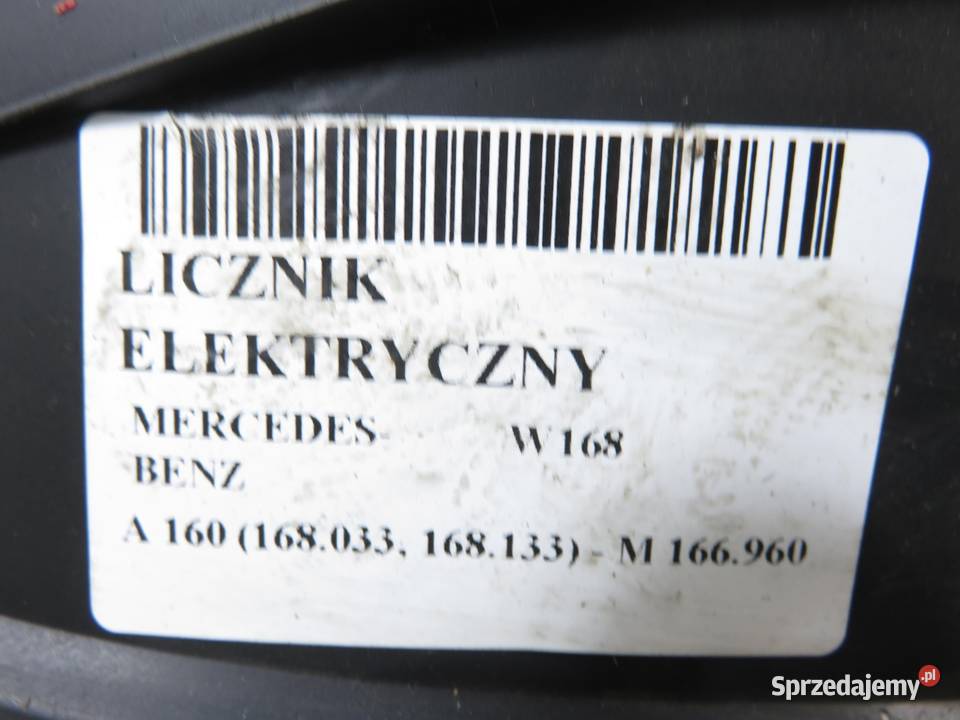 LICZNIK
ELEKTRYCZNY
MERCEDES- W168
BENZ
A 160 (168.033, 168.133) - M 166.960
Sprzedajemy.pl